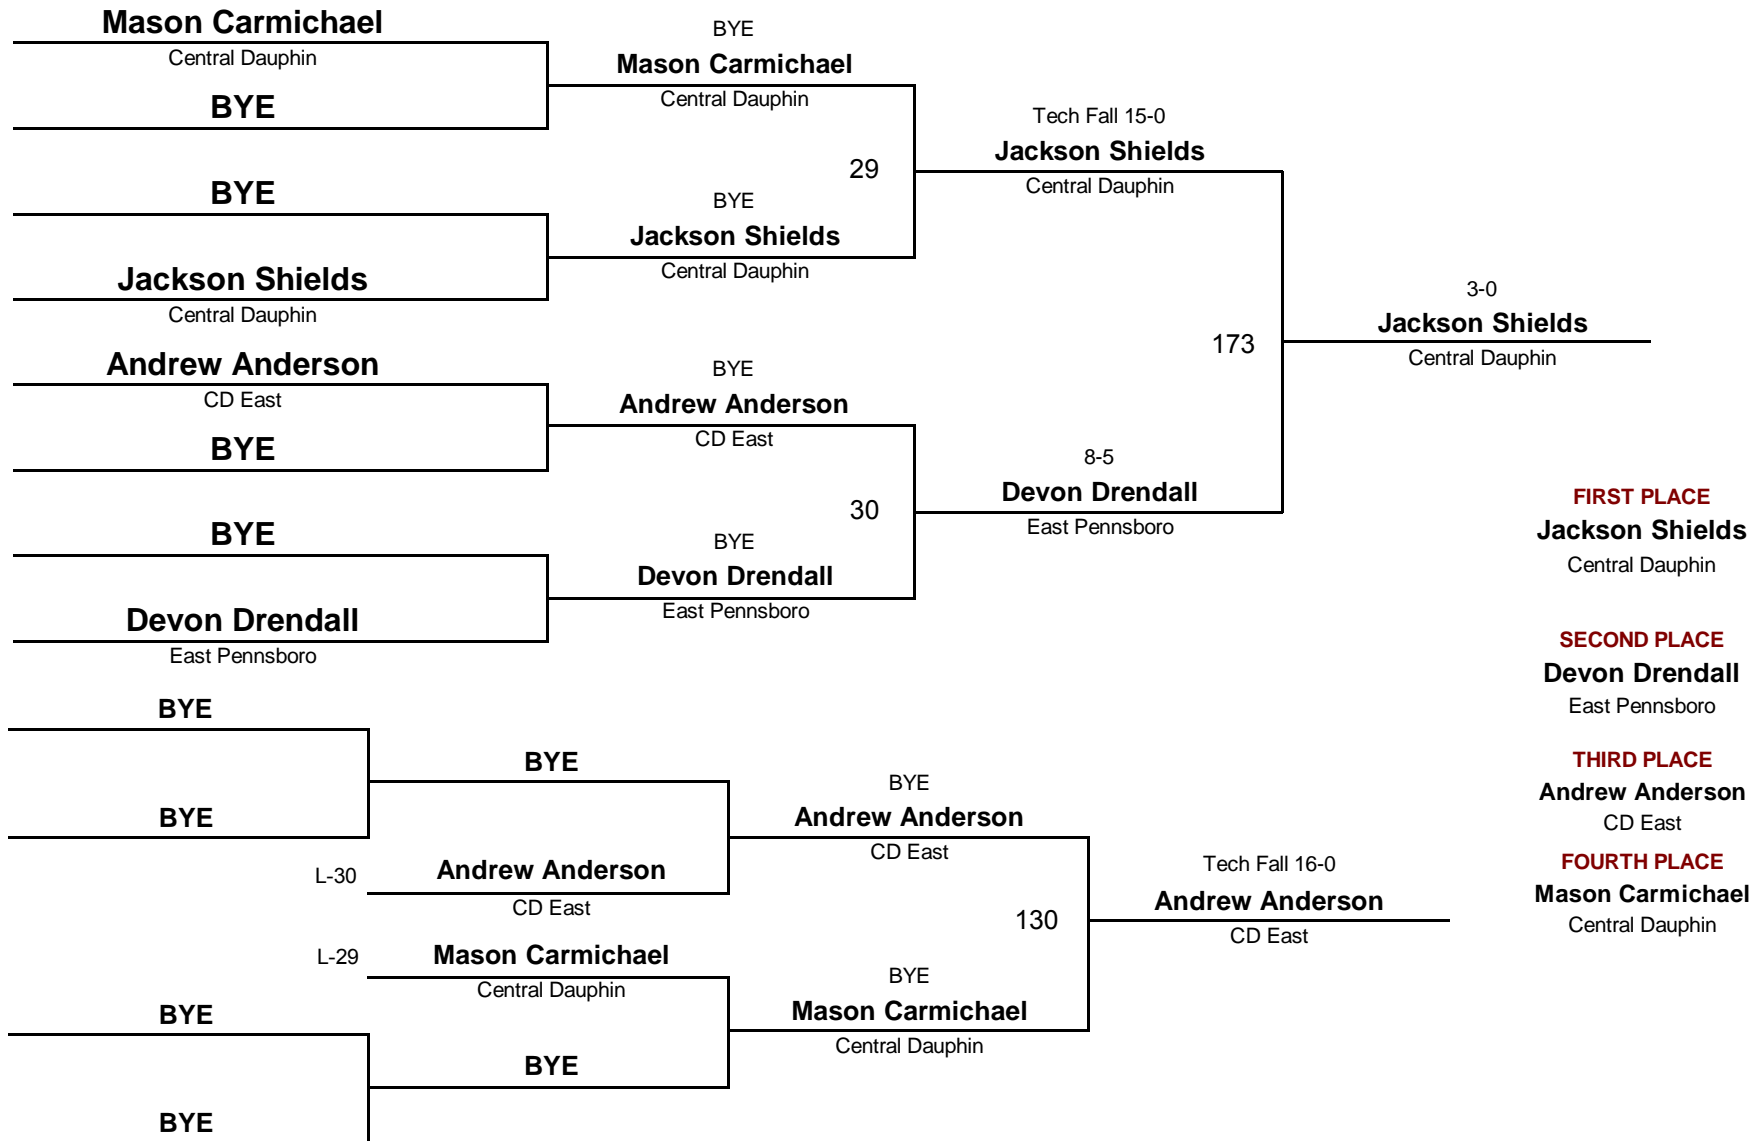 Mason Carmichael
Central Dauphin
BYE
BYE
Jackson Shields
Central Dauphin
Andrew Anderson
CD East
BYE
BYE
Devon Drendall
East Pennsboro
BYE
Mason Carmichael
Central Dauphin
29
BYE
Jackson Shields
Central Dauphin
BYE
Andrew Anderson
CD East
30
BYE
Devon Drendall
East Pennsboro
Tech Fall 15-0
Jackson Shields
Central Dauphin
173
8-5
Devon Drendall
East Pennsboro
3-0
Jackson Shields
Central Dauphin
FIRST PLACE
Jackson Shields
Central Dauphin
SECOND PLACE
Devon Drendall
East Pennsboro
THIRD PLACE
Andrew Anderson
CD East
FOURTH PLACE
Mason Carmichael
Central Dauphin
BYE
BYE
BYE
L-30
Andrew Anderson
CD East
L-29
Mason Carmichael
Central Dauphin
BYE
BYE
BYE
BYE
Andrew Anderson
CD East
130
BYE
Mason Carmichael
Central Dauphin
Tech Fall 16-0
Andrew Anderson
CD East